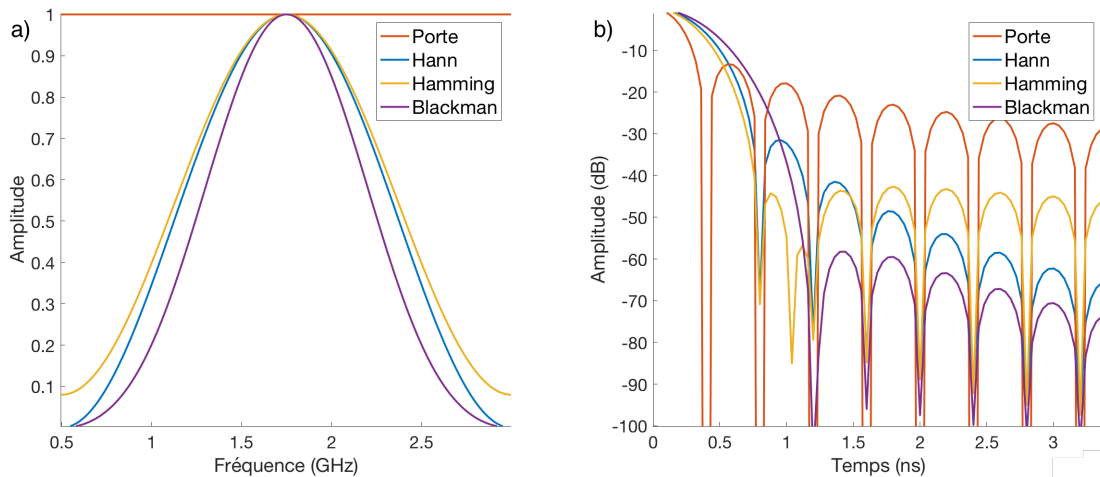 a)
1
0.9
0.8
0.7
0.6
0.5
0.4
0.3
0.2
0.1
0.5
1
1.5
2
2.5
Amplitude
Fréquence (GHz)
Porte
Hann
Hamming
Blackman
b)
-10
-20
-30
-40
-50
-60
-70
-80
-90
-100
0
0.5
1
1.5
2
2.5
3
Amplitude (dB)
Temps (ns)
Porte
Hann
Hamming
Blackman